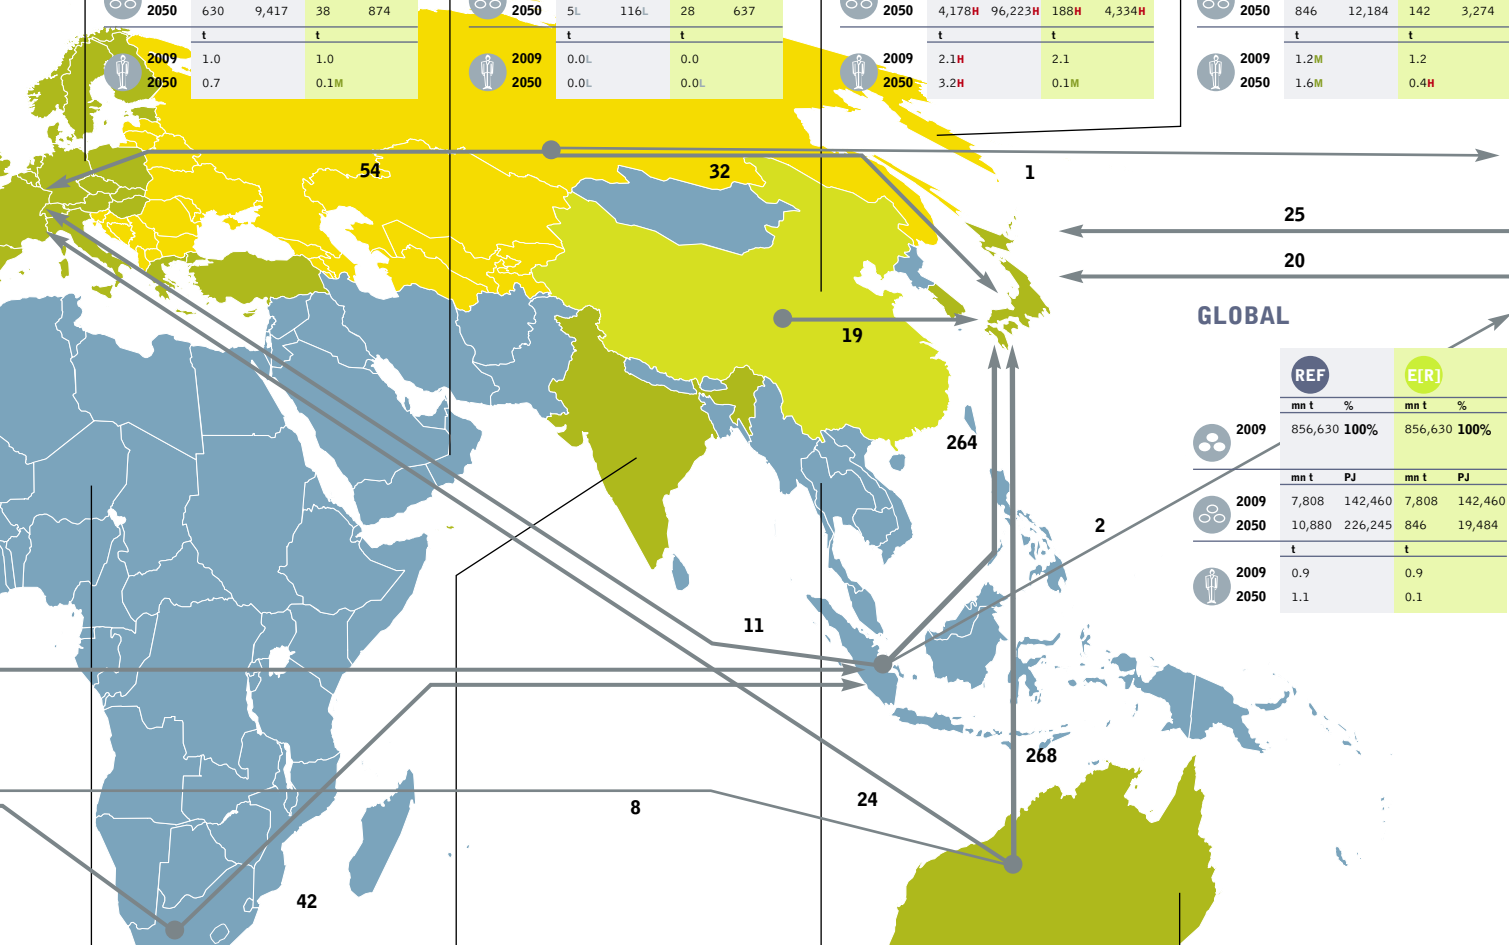 2050 630 9,417 38 874
t t
2009 1.0 1.0
2050 0.7 0.1M
2050 5L 116L 28 637
t t
2009 0.0L 0.0
2050 0.0L 0.0L
2050 4,178H 96,223H 188H 4,334H
t t
2009 2.1H 2.1
2050 3.2H 0.1M
2050 846 12,184 142 3,274
t t
2009 1.2M 1.2
2050 1.6M 0.4H
54
32
1
25
20
19
GLOBAL
REF E[R]
mn t % mn t %
2009 856,630 100% 856,630 100%
mn t PJ mn t PJ
2009 7,808 142,460 7,808 142,460
2050 10,880 226,245 846 19,484
t t
2009 0.9 0.9
2050 1.1 0.1
264
2
11
268
24
8
42